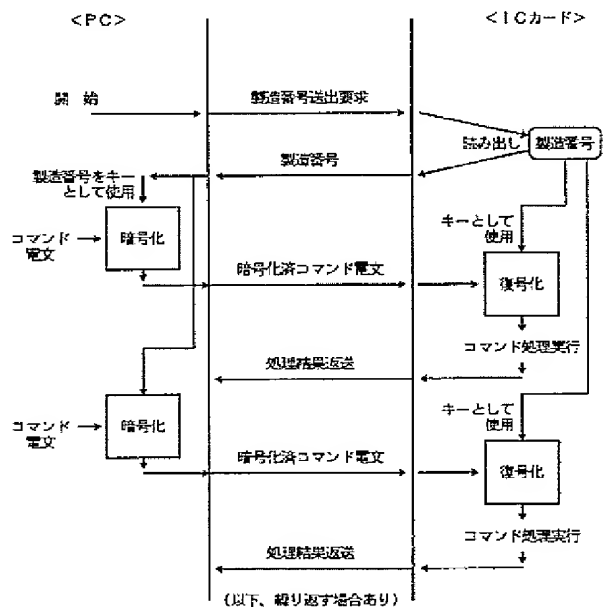 <PC>
<ICカード>
開 始
製造番号送出要求
読み出し
製造番号
製造番号
製造番号をキー
として使用
キーとして
使用
コマンド
電文
暗号化
暗号化済コマンド電文
復号化
コマンド処理実行
処理結果返送
キーとして
使用
コマンド
電文
暗号化
暗号化済コマンド電文
復号化
コマンド処理実行
処理結果返送
(以下、繰り返す場合あり)